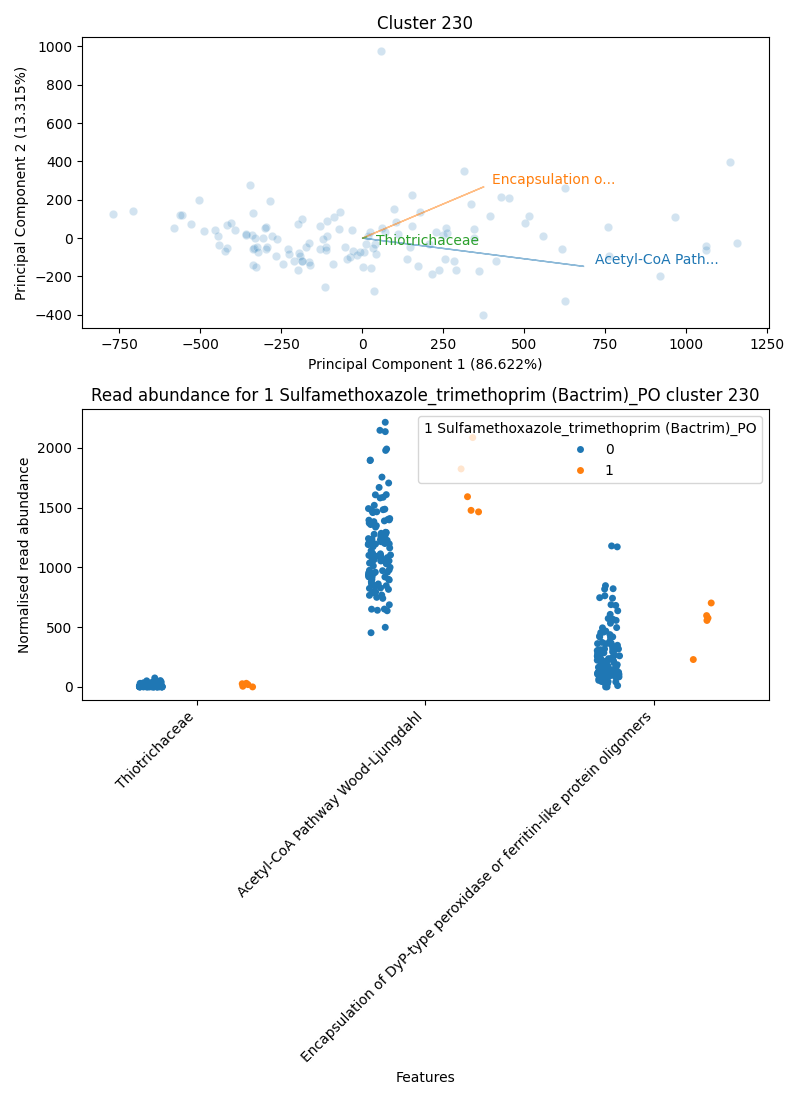 Cluster 230
1000
800
600
400
200
0
−200
−400
Principal Component 2 (13.315%)
Encapsulation o...
Thiotrichaceae
Acetyl-CoA Path...
−750
−500
−250
0
250
500
750
1000
1250
Principal Component 1 (86.622%)
Read abundance for 1 Sulfamethoxazole_trimethoprim (Bactrim)_PO cluster 230
1 Sulfamethoxazole_trimethoprim (Bactrim)_PO
0
1
2000
1500
1000
500
0
Normalised read abundance
Thiotrichaceae
Acetyl-CoA Pathway Wood-Ljungdahl
Encapsulation of DyP-type peroxidase or ferritin-like protein oligomers
Features